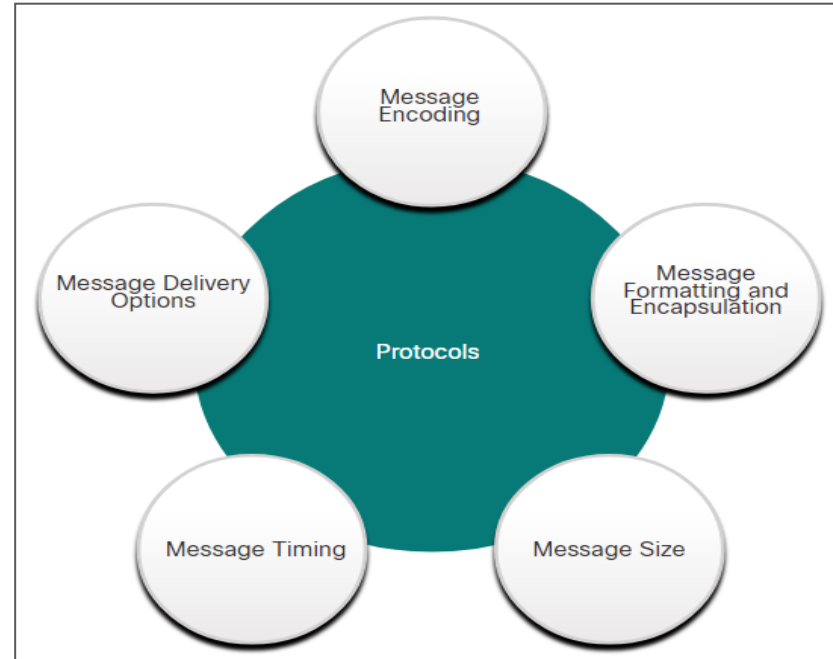 Message
Encoding
Message Delivery
Options
Message
Formatting and
Encapsulation
Protocols
Message Timing
Message Size